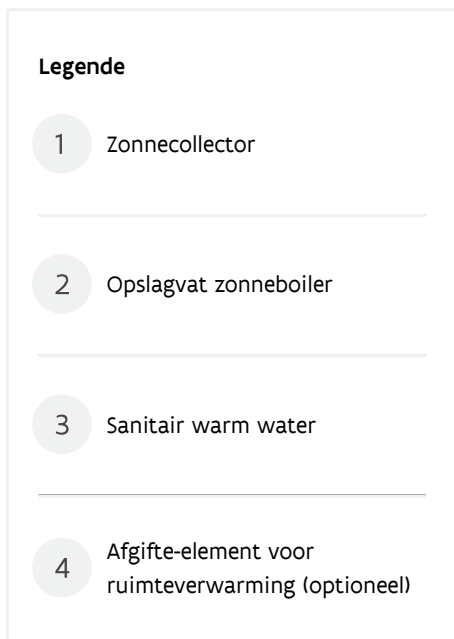 Legende
1 Zonnecollector
2 Opslagvat zonneboiler
3 Sanitair warm water
4 Afgifte-element voor
ruimteverwarming (optioneel)